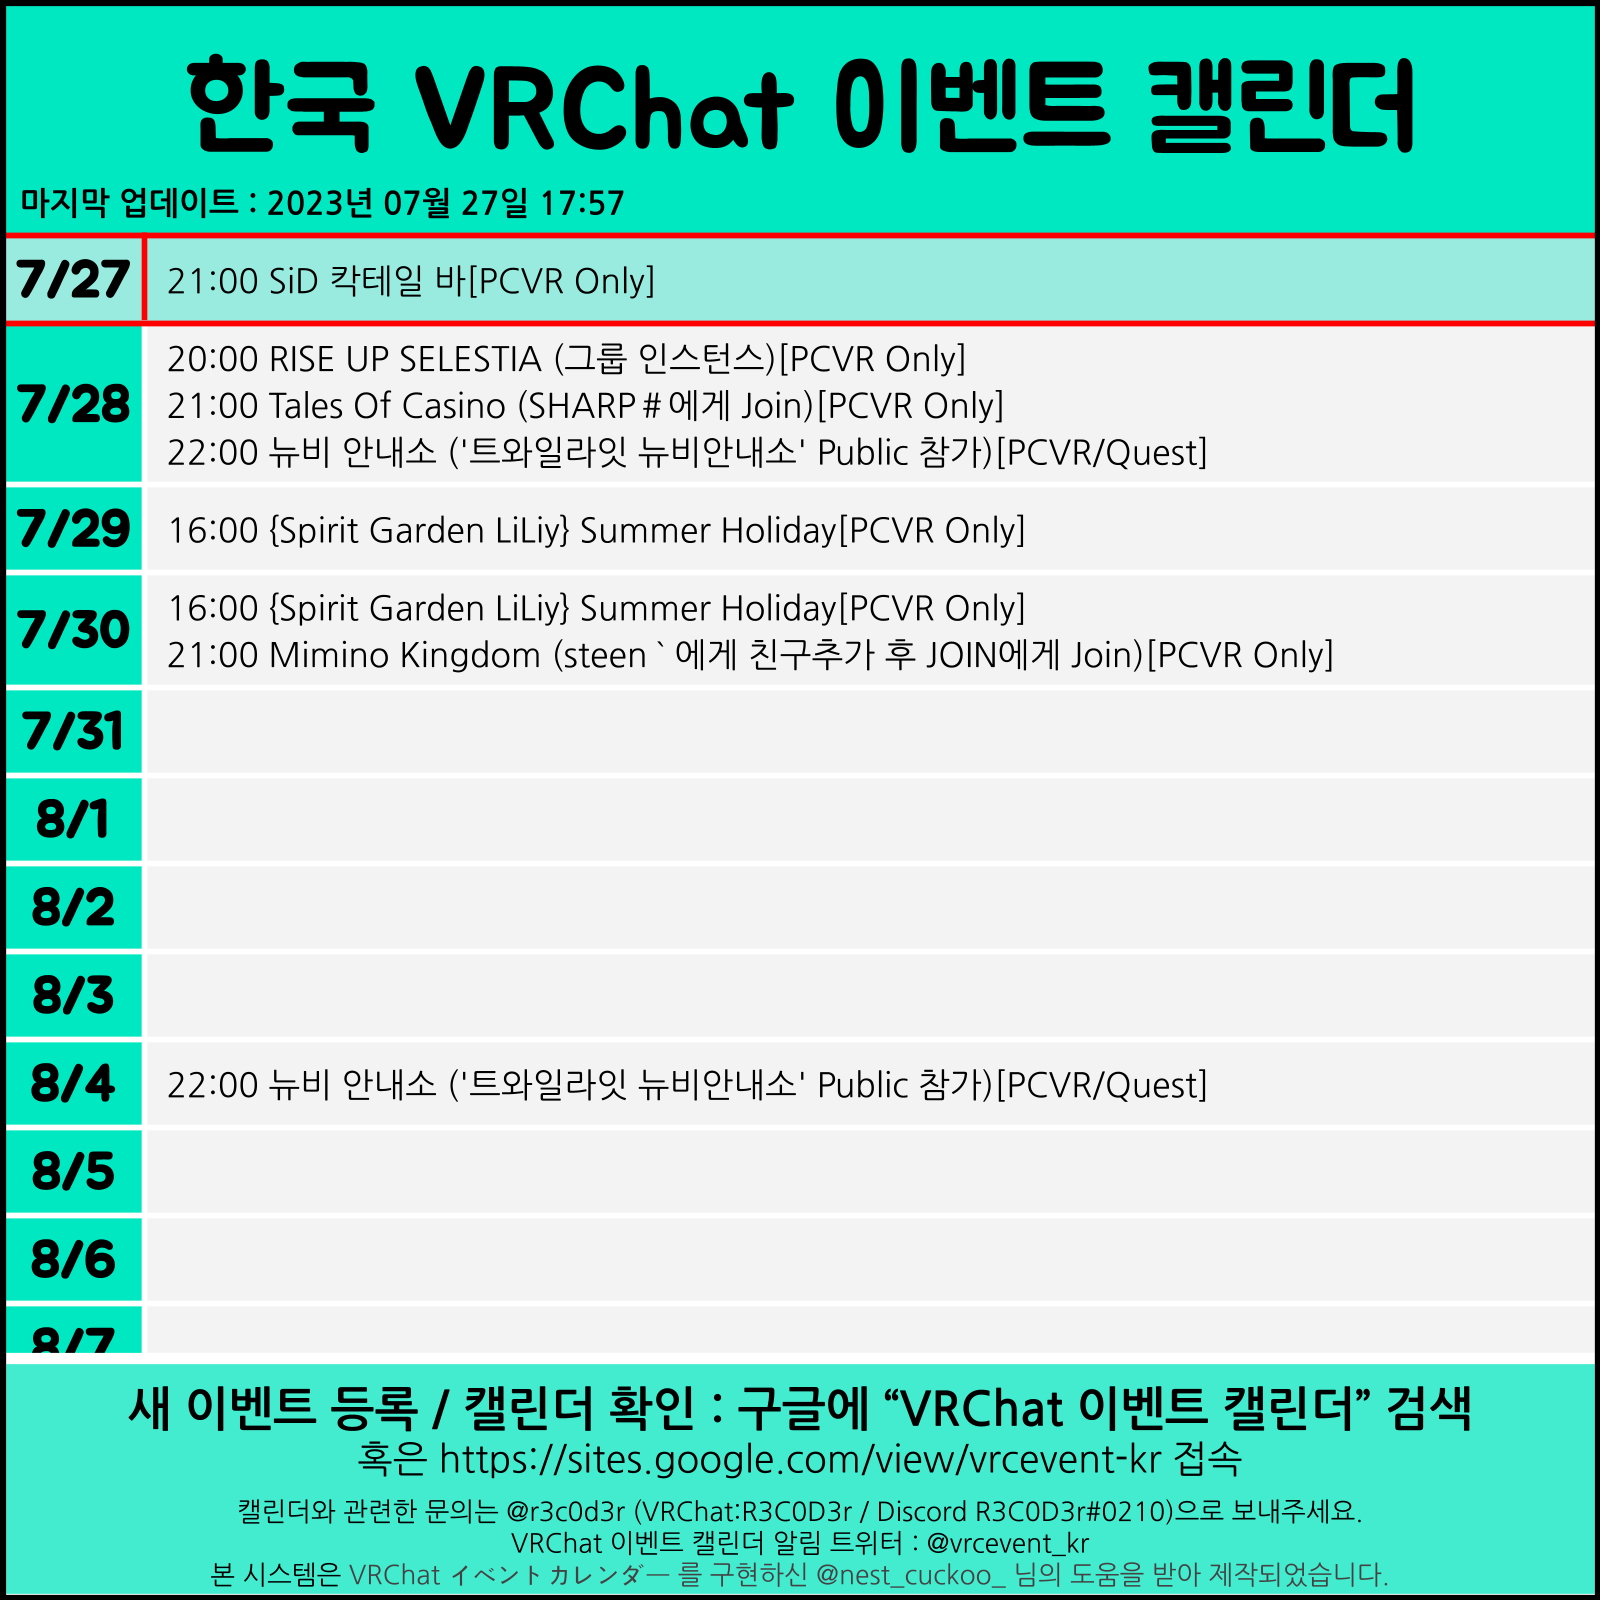 한국 VRChat 이벤트 캘린더
마지막 업데이트 : 2023년 07월 27일 17:57
7/27
21:00 SiD 칵테일 바[PCVR Only]
7/28
20:00 RISE UP SELESTIA (그룹 인스턴스)[PCVR Only]
21:00 Tales Of Casino (SHARP＃에게 Join)[PCVR Only]
22:00 뉴비 안내소 ('트와일라잇 뉴비안내소' Public 참가)[PCVR/Quest]
7/29
16:00 {Spirit Garden LiLiy} Summer Holiday[PCVR Only]
7/30
16:00 {Spirit Garden LiLiy} Summer Holiday[PCVR Only]
21:00 Mimino Kingdom (steen｀에게 친구추가 후 JOIN에게 Join)[PCVR Only]
7/31
8/1
8/2
8/3
8/4
22:00 뉴비 안내소 ('트와일라잇 뉴비안내소' Public 참가)[PCVR/Quest]
8/5
8/6
8/7
새 이벤트 등록 / 캘린더 확인 : 구글에 “VRChat 이벤트 캘린더” 검색
혹은 https://sites.google.com/view/vrcevent-kr 접속
캘린더와 관련한 문의는 @r3c0d3r (VRChat:R3C0D3r / Discord R3C0D3r#0210)으로 보내주세요.
VRChat 이벤트 캘린더 알림 트위터 : @vrcevent_kr
본 시스템은 VRChat イベントカレンダー 를 구현하신 @nest_cuckoo_ 님의 도움을 받아 제작되었습니다.